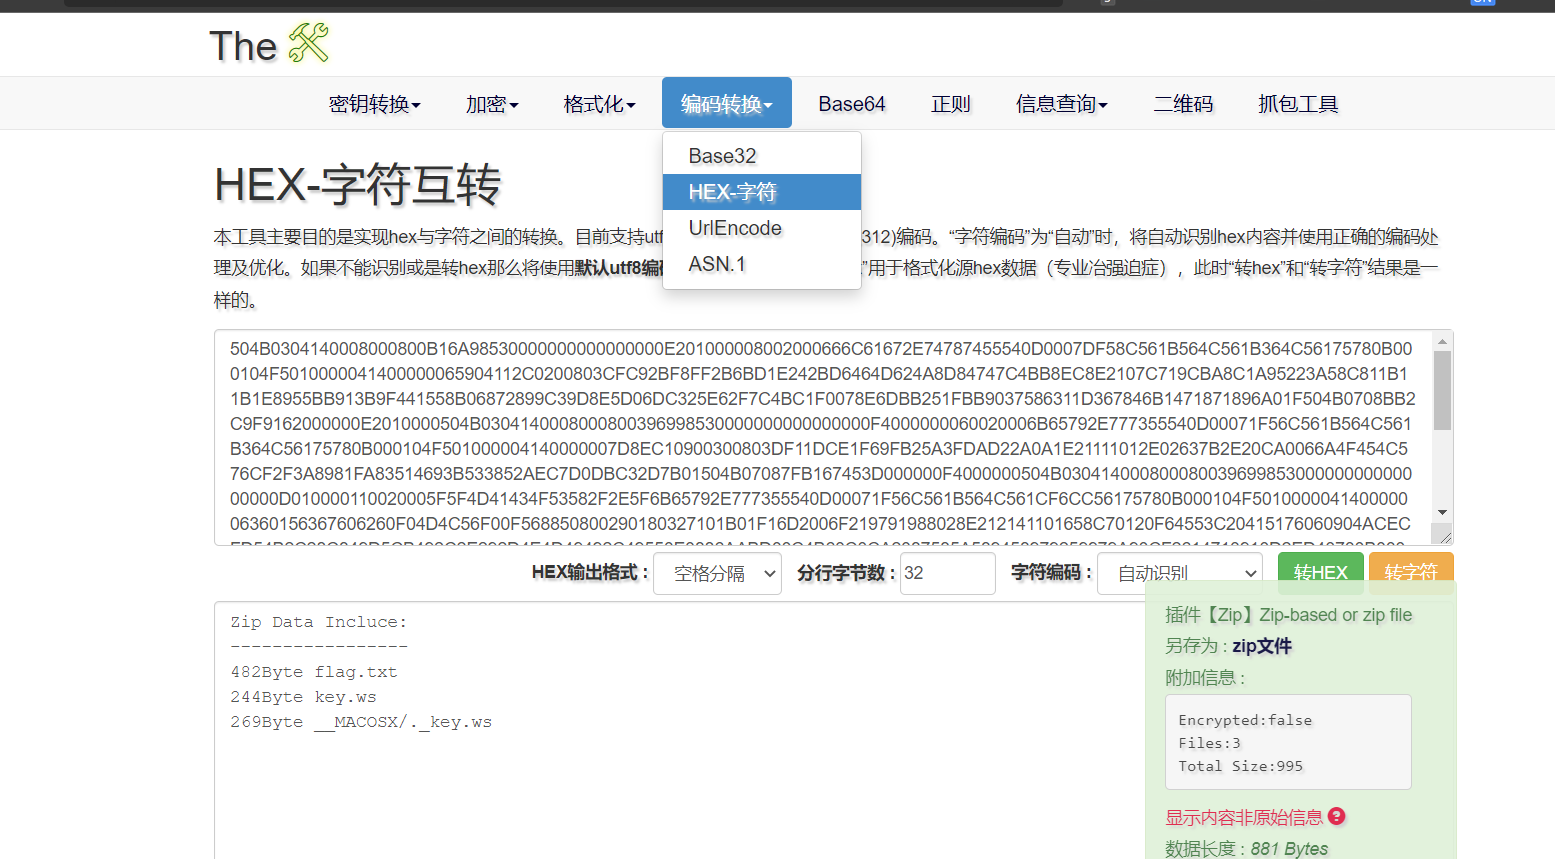 The
密钥转换 加密 格式化 编码转换 Base64 正则 信息查询 二维码 抓包工具
Base32
HEX-字符
UrlEncode
ASN.1
HEX-字符互转
本工具主要目的是实现hex与字符之间的转换。目前支持utf 312)编码。“字符编码”为“自动”时，将自动识别hex内容并使用正确的编码处
理及优化。如果不能识别或是转hex那么将使用默认utf8编 ”用于格式化源hex数据（专业冶强迫症），此时“转hex”和“转字符”结果是一
样的。
504B0304140008000800B16A98530000000000000000E201000008002000666C61672E74787455540D0007DF58C561B564C561B364C56175780B00
0104F5010000041400000065904112C0200803CFC92BF8FF2B6BD1E242BD6464D624A8D84747C4BB8EC8E2107C719CBA8C1A95223A58C811B1
1B1E8955BB913B9F441558B06872899C39D8E5D06DC325E62F7C4BC1F0078E6DBB251FBB9037586311D367846B1471871896A01F504B0708BB2
C9F9162000000E2010000504B03041400080008003969985300000000000000000F4000000060020006B65792E777355540D00071F56C561B564C561
B364C56175780B000104F501000004140000007D8EC10900300803DF11DCE1F69FB25A3FDAD22A0A1E21111012E02637B2E20CA0066A4F454C5
76CF2F3A8981FA83514693B533852AEC7D0DBC32D7B01504B07087FB167453D000000F4000000504B0304140008000800396998530000000000
000000D010000110020005F5F4D41434F53582F2E5F6B65792E777355540D00071F56C561B564C561CF6CC56175780B000104F5010000041400000
063601563676062​60F04D4C56F00F56885080029018032​7101B01F16D2006F219791988028E212141101658C70120F64553C20415176060904ACEC
HEX输出格式： 空格分隔 分行字节数： 32 字符编码： 自动识别 转HEX 转字符
Zip Data Incluce:
-----------------
482Byte flag.txt
244Byte key.ws
269Byte __MACOSX/._key.ws
插件【Zip】Zip-based or zip file
另存为 : zip文件
附加信息 :
Encrypted:false
Files:3
Total Size:995
显示内容非原始信息
数据长度 : 881 Bytes